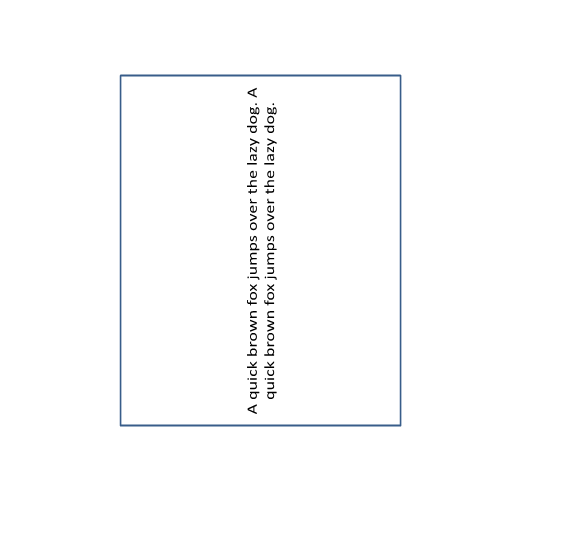 A quick brown fox jumps over the lazy dog. A
quick brown fox jumps over the lazy dog.